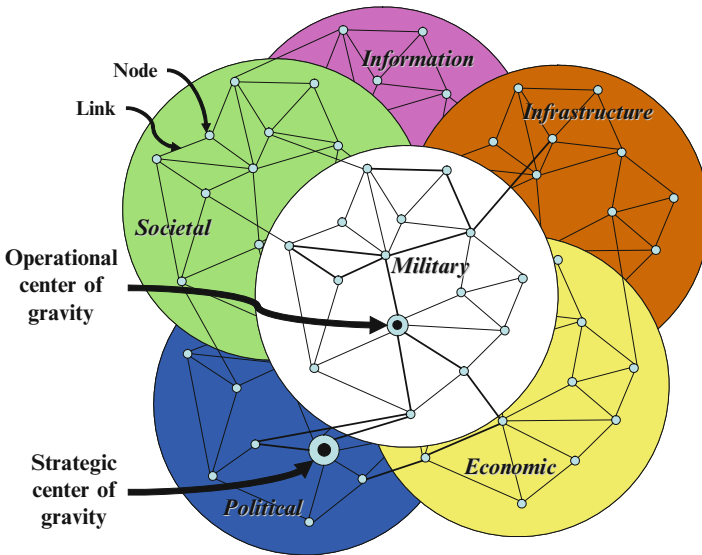 Information
Node
Link
Infrastructure
Societal
Operational
center of
gravity
Military
Strategic
center of
gravity
Economic
Political